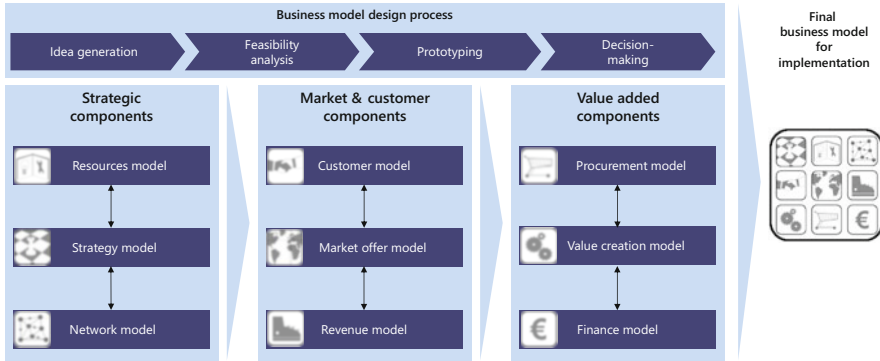 Business model design process
Idea generation
Feasibility
analysis
Prototyping
Decision-
making
Final
business model
for
implementation
Strategic
components
Resources model
Strategy model
Network model
Market & customer
components
Customer model
Market offer model
Revenue model
Value added
components
Procurement model
Value creation model
Finance model
€
€